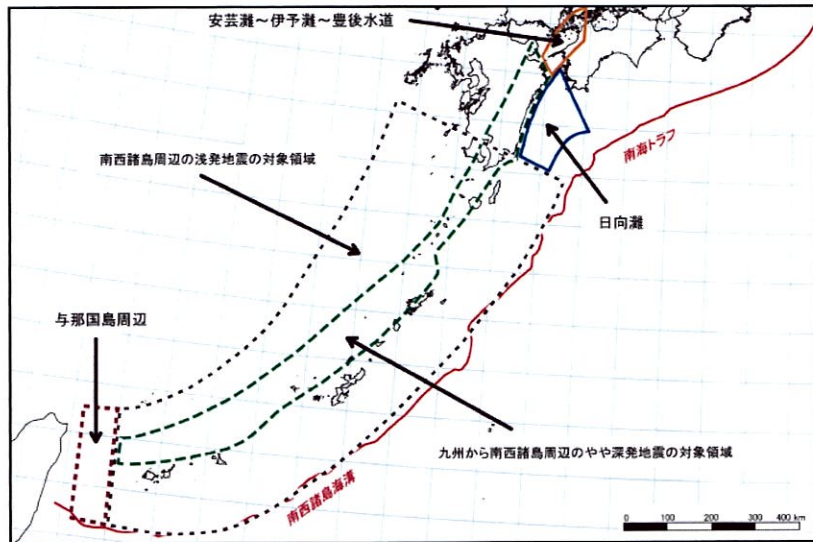 安芸灘～伊予灘～豊後水道
南西諸島周辺の浅発地震の対象領域
南海トラフ
日向灘
与那国島周辺
九州から南西諸島周辺のやや深発地震の対象領域
南西諸島海溝
0 100 200 300 400 km